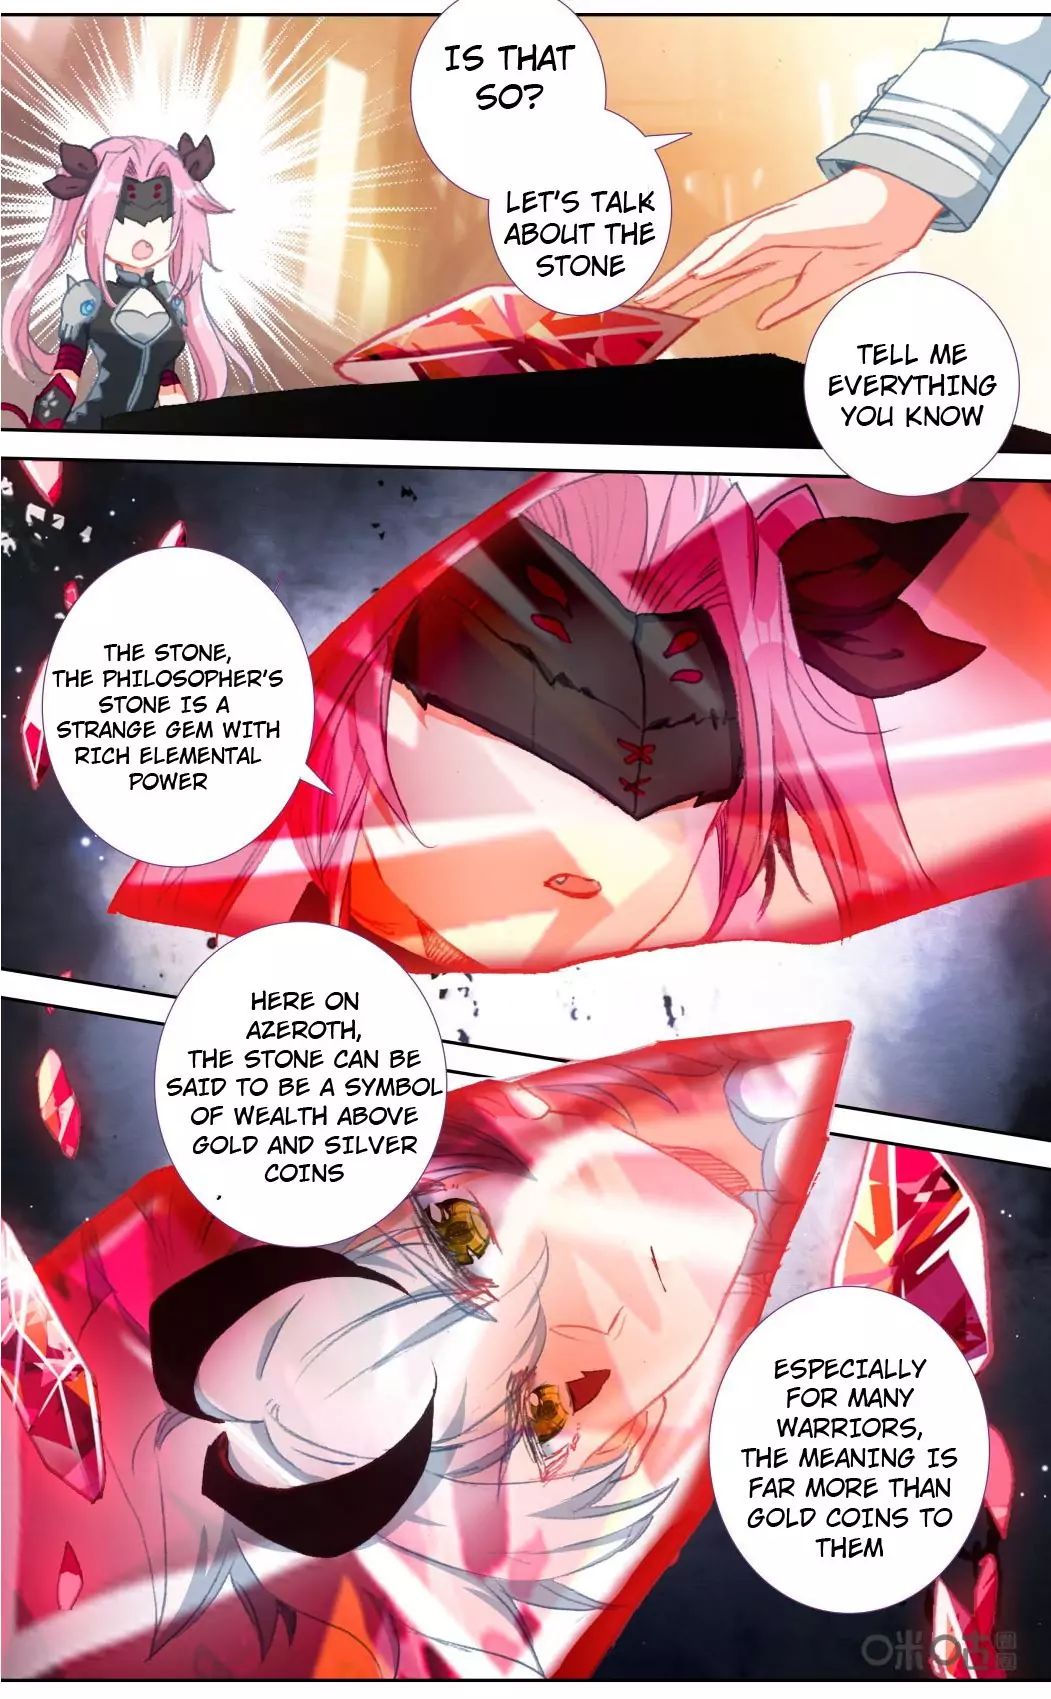 IS THAT
SO?
LET'S TALK
ABOUT THE
STONE
TELL ME
EVERYTHING
YOU KNOW
THE STONE,
THE PHILOSOPHER'S
STONE IS A
STRANGE GEM WITH
RICH ELEMENTAL
POWER
HERE ON
AZEROTH,
THE STONE CAN BE
SAID TO BE A SYMBOL
OF WEALTH ABOVE
GOLD AND SILVER
COINS
ESPECIALLY
FOR MANY
WARRIORS,
THE MEANING IS
FAR MORE THAN
GOLD COINS TO
THEM
咪咕